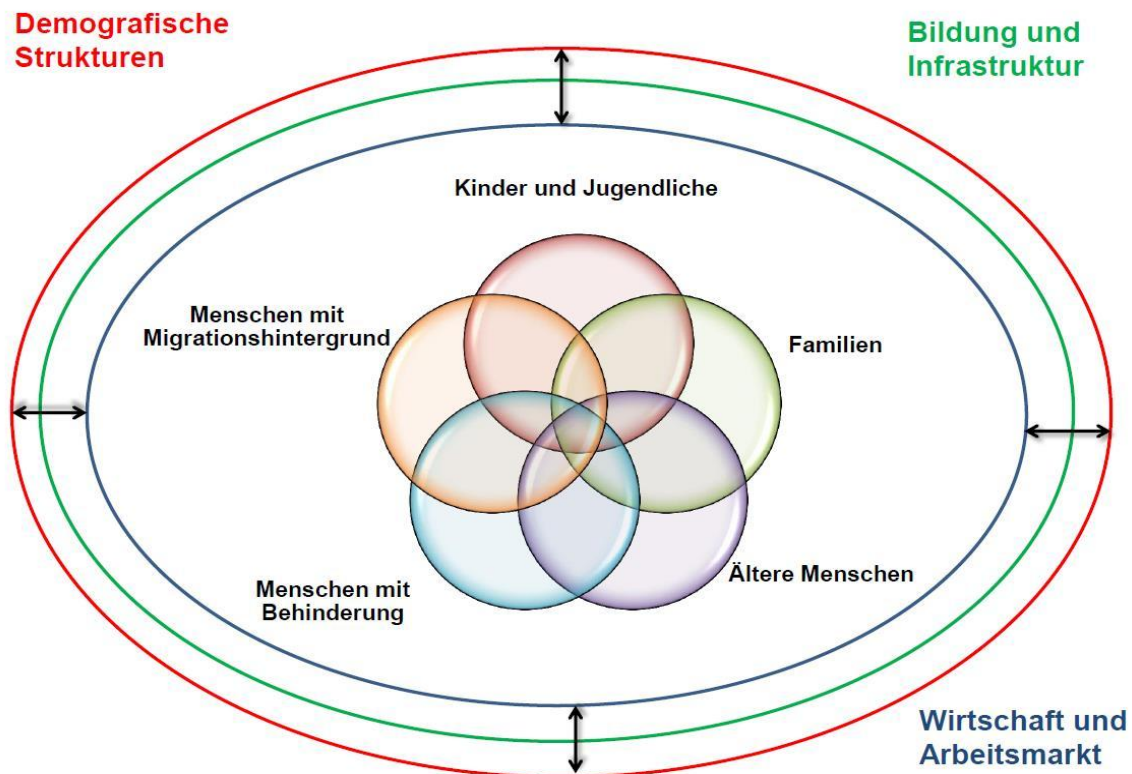 Demografische
Strukturen
Bildung und
Infrastruktur
Kinder und Jugendliche
Menschen mit
Migrationshintergrund
Familien
Menschen mit
Behinderung
Ältere Menschen
Wirtschaft und
Arbeitsmarkt